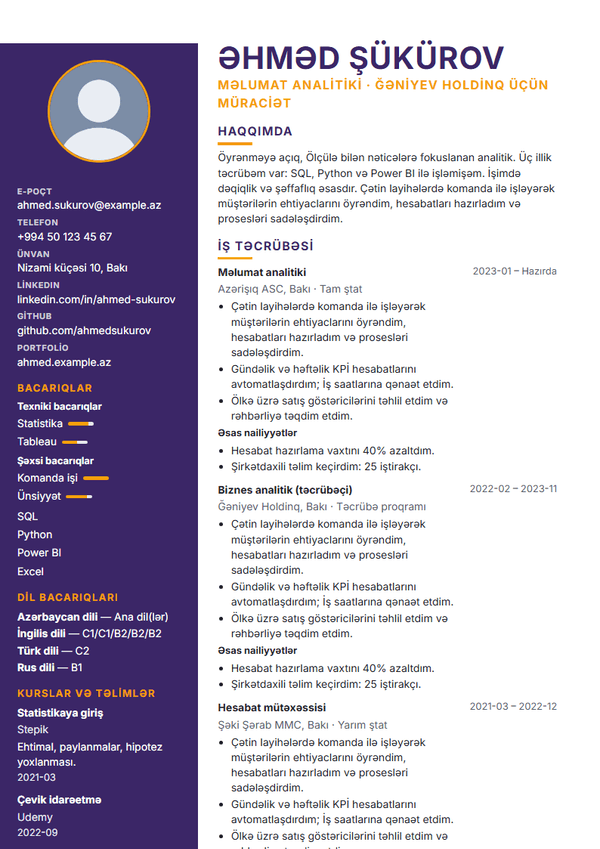 ƏHMƏD ŞÜKÜROV
MƏLUMAT ANALİTİKİ · ĞƏNİYEV HOLDİNQ ÜÇÜN
MÜRACİƏT
E-POÇT
ahmed.sukurov@example.az
TELEFON
+994 50 123 45 67
ÜNVAN
Nizami küçəsi 10, Bakı
LİNKEDIN
linkedin.com/in/ahmed-sukurov
GİTHUB
github.com/ahmedsukurov
PORTFOLİO
ahmed.example.az
BACARIQLAR
Texniki bacarıqlar
Statistika
Tableau
Şəxsi bacarıqlar
Komanda işi
Ünsiyyət
SQL
Python
Power BI
Excel
DİL BACARIQLARI
Azərbaycan dili — Ana dil(lər)
İngilis dili — C1/C1/B2/B2/B2
Türk dili — C2
Rus dili — B1
KURSLAR VƏ TƏLİMLƏR
Statistikaya giriş
Stepik
Ehtimal, paylanmalar, hipotez
yoxlanması.
2021-03
Çevik idarəetmə
Udemy
2022-09
HAQQIMDA
Öyrənməyə açıq, Ölçülə bilən nəticələrə fokuslanan analitik. Üç illik
təcrübəm var: SQL, Python və Power BI ilə işləmişəm. İşimdə
dəqiqlik və şəffaflıq əsasdır. Çətin layihələrdə komanda ilə işləyərək
müştərilərin ehtiyaclarını öyrəndim, hesabatları hazırladım və
prosesləri sadələşdirdim.
İŞ TƏCRÜBƏSİ
Məlumat analitiki 2023-01 – Hazırda
Azərişıq ASC, Bakı · Tam ştat
• Çətin layihələrdə komanda ilə işləyərək
müştərilərin ehtiyaclarını öyrəndim,
hesabatları hazırladım və prosesləri
sadələşdirdim.
• Gündəlik və həftəlik KPİ hesabatlarını
avtomatlaşdırdım; İş saatlarına qənaət etdim.
• Ölkə üzrə satış göstəricilərini təhlil etdim və
rəhbərliyə təqdim etdim.
Əsas nailiyyətlər
• Hesabat hazırlama vaxtını 40% azaltdım.
• Şirkətdaxili təlim keçirdim: 25 iştirakçı.
Biznes analitik (təcrübəçi) 2022-02 – 2023-11
Ğəniyev Holdinq, Bakı · Təcrübə proqramı
• Çətin layihələrdə komanda ilə işləyərək
müştərilərin ehtiyaclarını öyrəndim,
hesabatları hazırladım və prosesləri
sadələşdirdim.
• Gündəlik və həftəlik KPİ hesabatlarını
avtomatlaşdırdım; İş saatlarına qənaət etdim.
• Ölkə üzrə satış göstəricilərini təhlil etdim və
rəhbərliyə təqdim etdim.
Əsas nailiyyətlər
• Hesabat hazırlama vaxtını 40% azaltdım.
• Şirkətdaxili təlim keçirdim: 25 iştirakçı.
Hesabat mütəxəssisi 2021-03 – 2022-12
Şəki Şərab MMC, Bakı · Yarım ştat
• Çətin layihələrdə komanda ilə işləyərək
müştərilərin ehtiyaclarını öyrəndim,
hesabatları hazırladım və prosesləri
sadələşdirdim.
• Gündəlik və həftəlik KPİ hesabatlarını
avtomatlaşdırdım; İş saatlarına qənaət etdim.
• Ölkə üzrə satış göstəricilərini təhlil etdim və